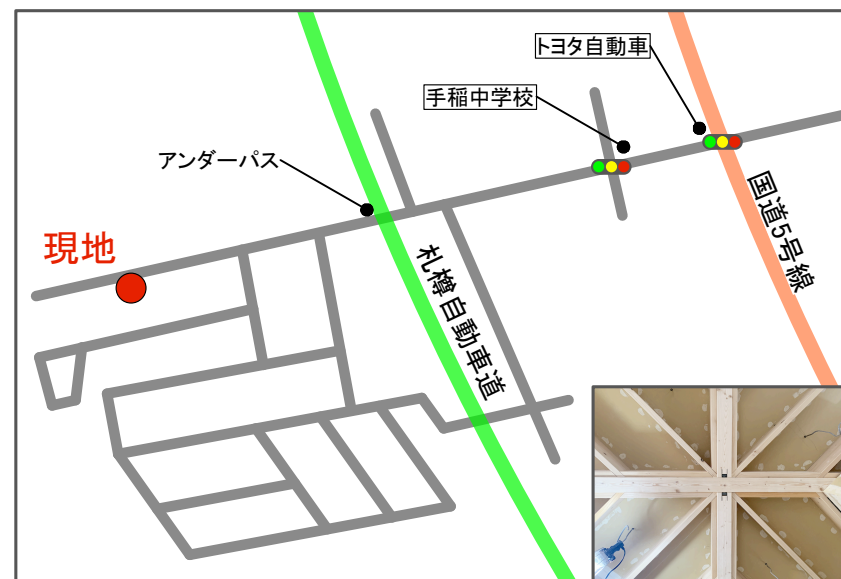 トヨタ自動車
手稲中学校
アンダーパス
国道5号線
現地
札樽自動車道